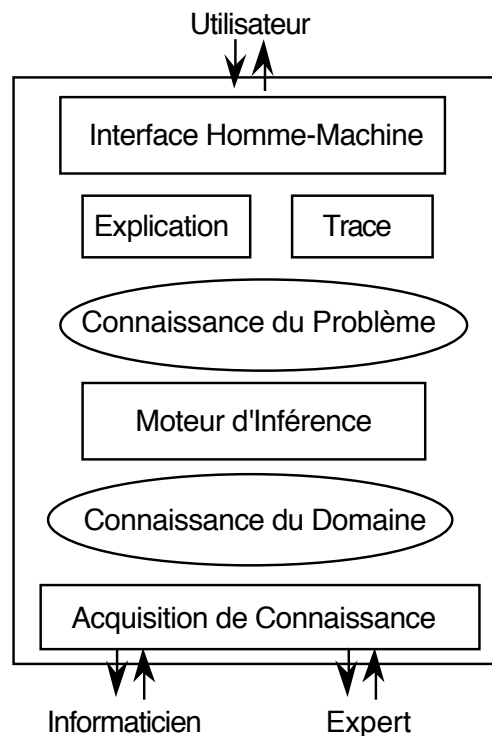 Utilisateur
Interface Homme-Machine
Explication
Trace
Connaissance du Problème
Moteur d'Inférence
Connaissance du Domaine
Acquisition de Connaissance
Informaticien
Expert